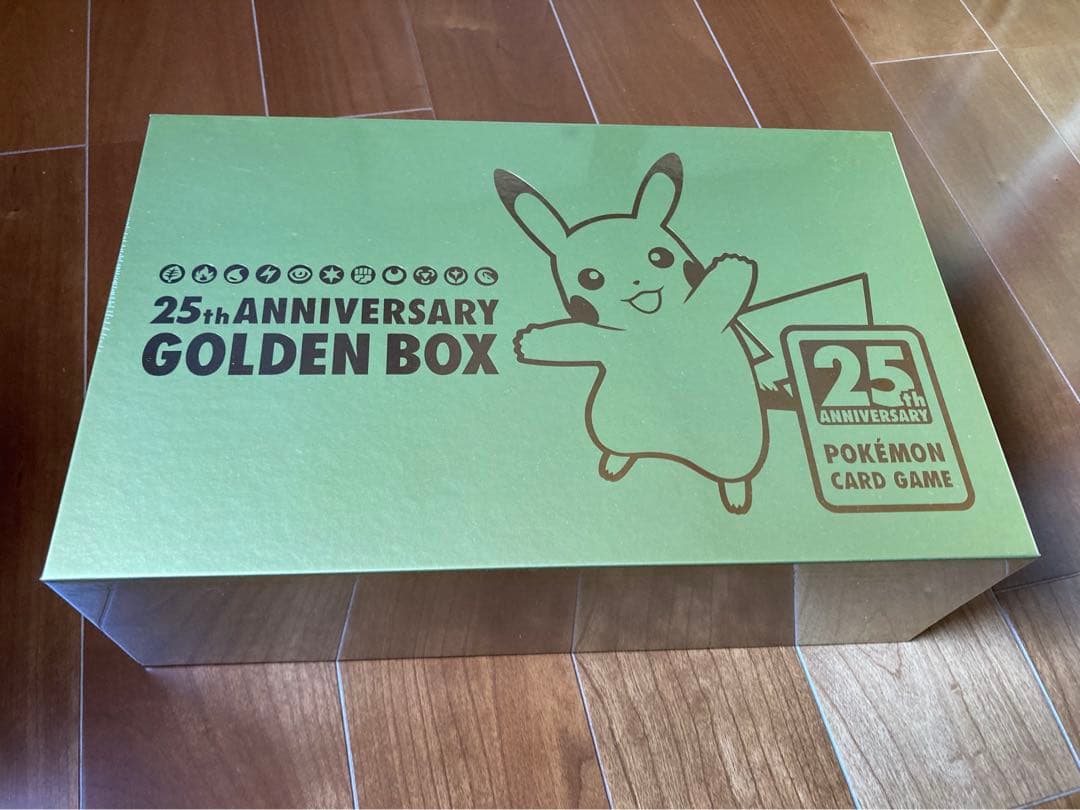 25th ANNIVERSARY
GOLDEN BOX
25th
ANNIVERSARY
POKÉMON
CARD GAME